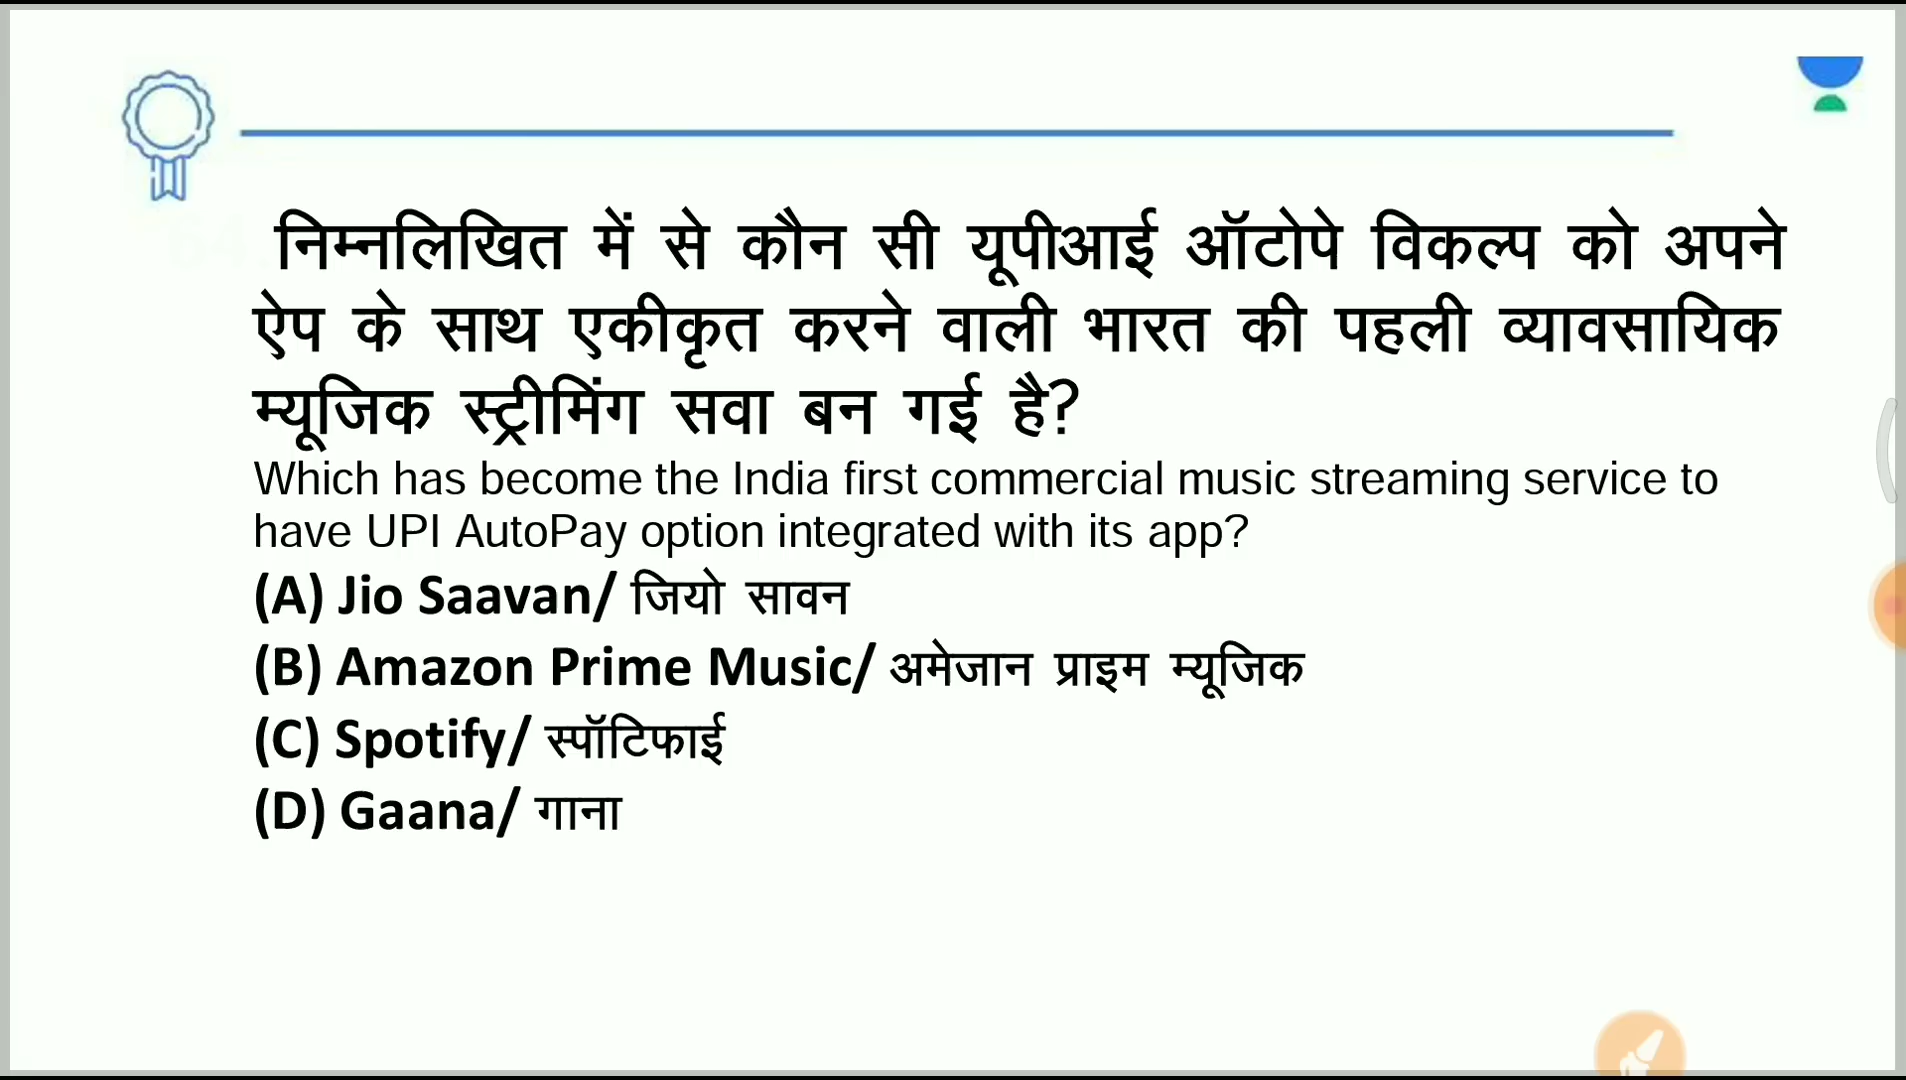 निम्नलिखित में से कौन सी यूपीआई ऑटोपे विकल्प को अपने
ऐप के साथ एकीकृत करने वाली भारत की पहली व्यावसायिक
म्यूजिक स्ट्रीमिंग सवा बन गई है?
Which has become the India first commercial music streaming service to
have UPI AutoPay option integrated with its app?
(A) Jio Saavan/ जियो सावन
(B) Amazon Prime Music/ अमेजान प्राइम म्यूजिक
(C) Spotify/ स्पॉटिफाई
(D) Gaana/ गाना